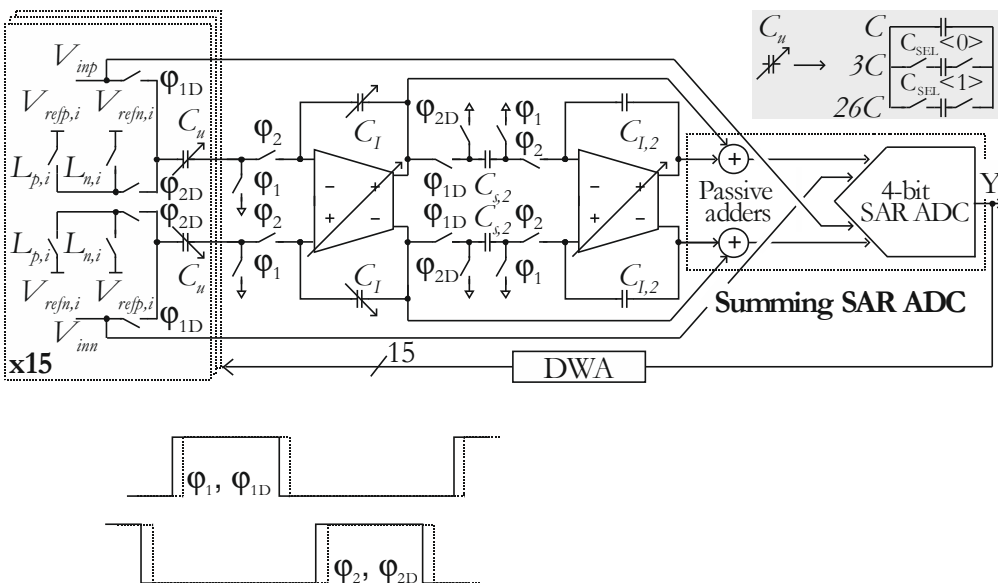 V_inp
φ_1D
V_refp,i V_refn,i
C_u
L_p,i L_n,i
φ_2D
φ_2D
L_p,i L_n,i
C_u
V_refn,i V_refp,i
φ_1D
V_inn
x15
φ_2
φ_1
φ_2
φ_1
C_I
− +
+ −
C_I
φ_2D φ_1
φ_2
φ_1D C_s,2
φ_1D C_s,2 φ_2
φ_2D φ_1
C_I,2
− +
+ −
C_I,2
+
Passive
adders
+
4-bit
SAR ADC
Y
Summing SAR ADC
15
DWA
C_u
C
C_SEL<0>
3C
C_SEL<1>
26C
φ_1, φ_1D
φ_2, φ_2D